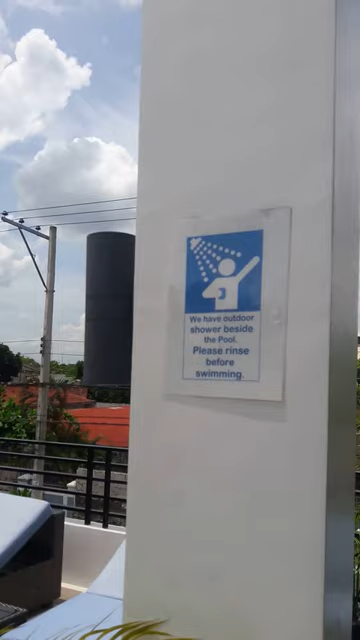 We have outdoor
shower beside
the Pool.
Please rinse
before
swimming.